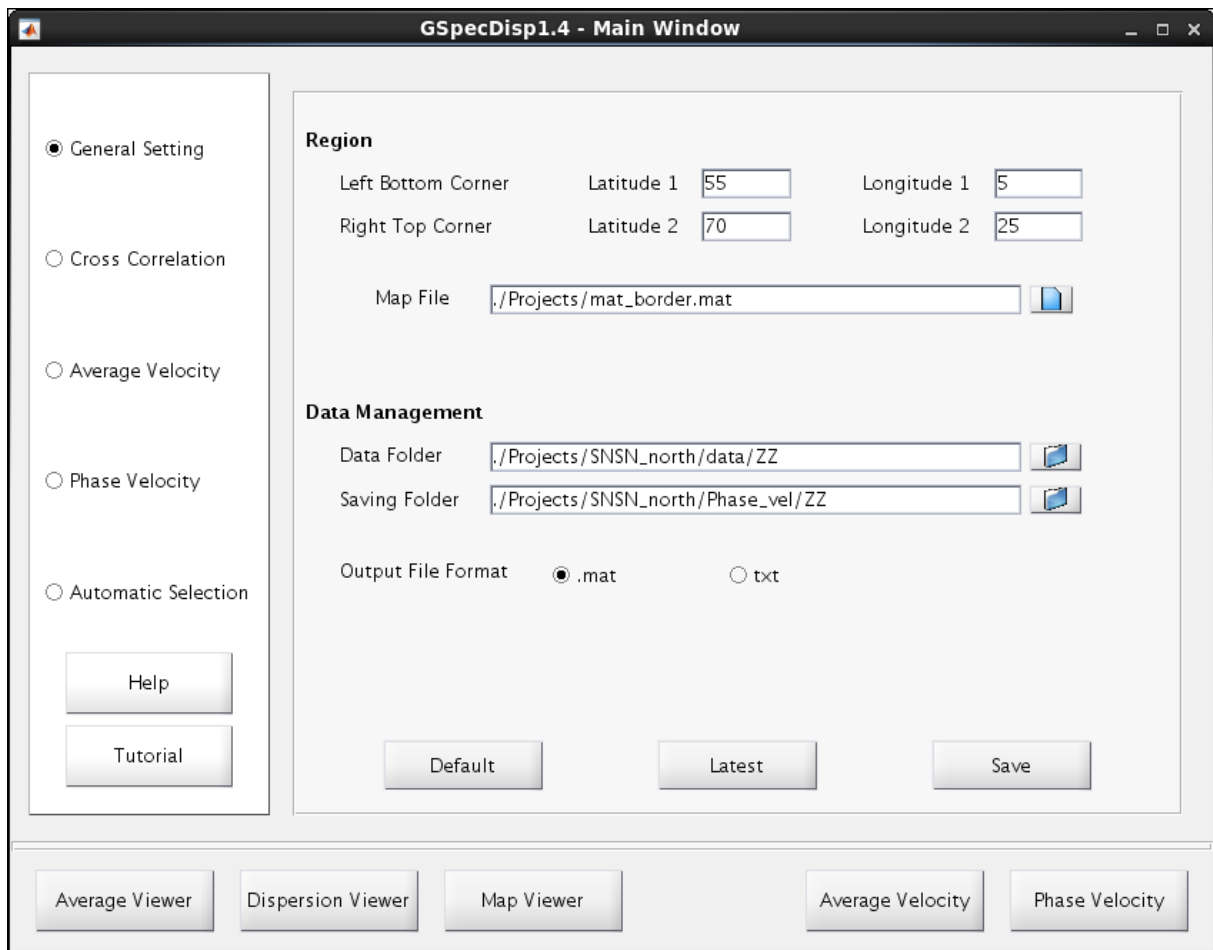 GSpecDisp1.4 - Main Window
General Setting
Cross Correlation
Average Velocity
Phase Velocity
Automatic Selection
Help
Tutorial
Region
Left Bottom Corner Latitude 1 55 Longitude 1 5
Right Top Corner Latitude 2 70 Longitude 2 25
Map File ./Projects/mat_border.mat
Data Management
Data Folder ./Projects/SNSN_north/data/ZZ
Saving Folder ./Projects/SNSN_north/Phase_vel/ZZ
Output File Format .mat txt
Default Latest Save
Average Viewer Dispersion Viewer Map Viewer Average Velocity Phase Velocity